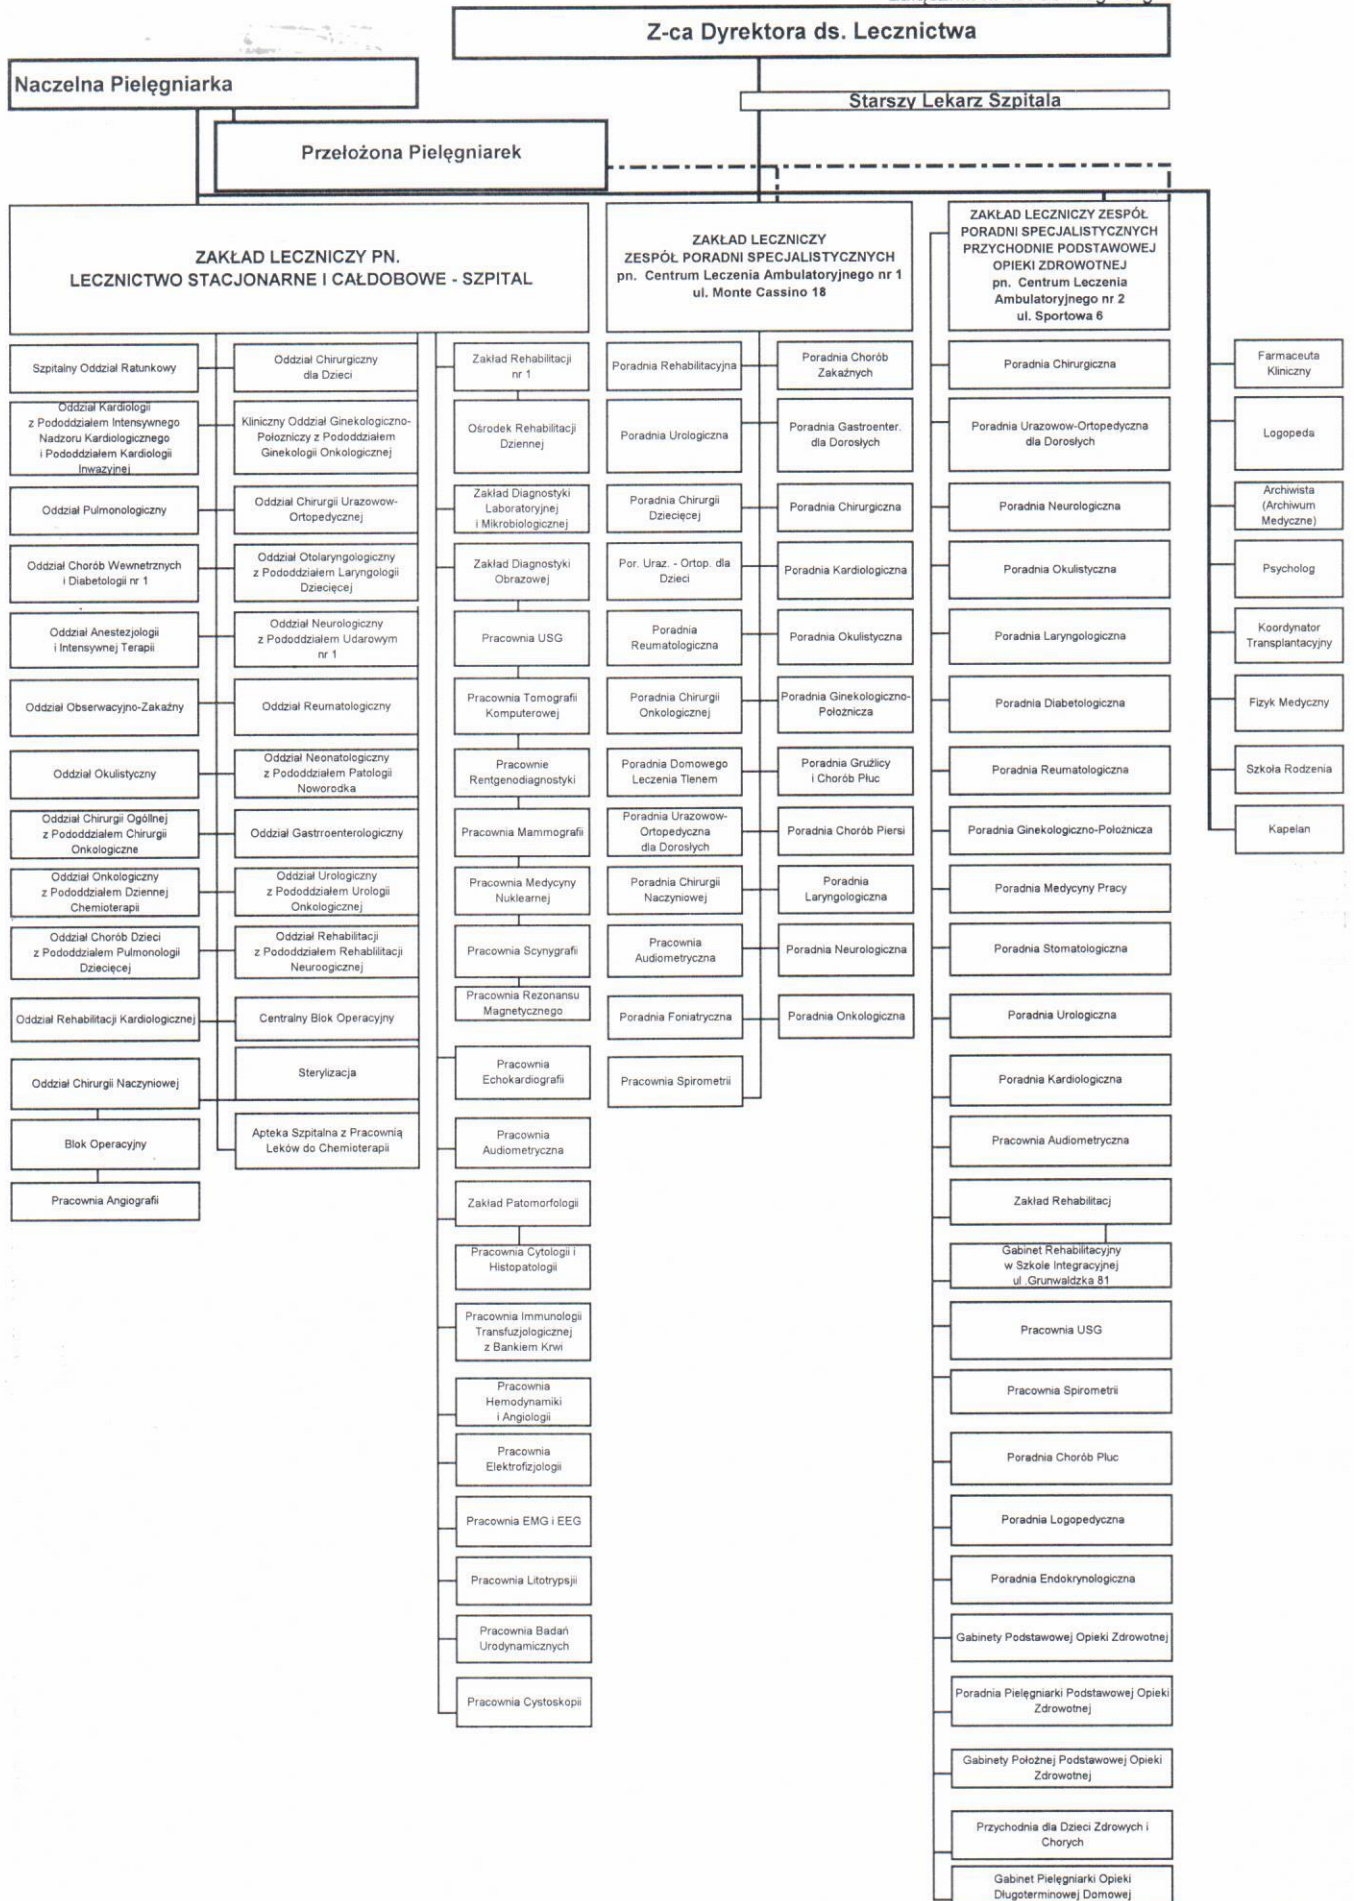 Z-ca Dyrektora ds. Lecznictwa
Naczelna Pielęgniarka
Starszy Lekarz Szpitala
Przełożona Pielęgniarek
ZAKŁAD LECZNICZY PN.
LECZNICTWO STACJONARNE I CAŁDOBOWE - SZPITAL
ZAKŁAD LECZNICZY
ZESPÓŁ PORADNI SPECJALISTYCZNYCH
pn. Centrum Leczenia Ambulatoryjnego nr 1
ul. Monte Cassino 18
ZAKŁAD LECZNICZY ZESPÓŁ
PORADNI SPECJALISTYCZNYCH
PRZYCHODNIE PODSTAWOWEJ
OPIEKI ZDROWOTNEJ
pn. Centrum Leczenia
Ambulatoryjnego nr 2
ul. Sportowa 6
Szpitalny Oddział Ratunkowy
Oddział Kardiologii
z Pododdziałem Intensywnego
Nadzoru Kardiologicznego
i Pododdziałem Kardiologii
Inwazyjnej
Oddział Pulmonologiczny
Oddział Chorób Wewnetrznych
i Diabetologii nr 1
Oddział Anestezjologii
i Intensywnej Terapii
Oddział Obserwacyjno-Zakaźny
Oddział Okulistyczny
Oddział Chirurgii Ogóllnej
z Pododdziałem Chirurgii
Onkologiczne
Oddział Onkologiczny
z Pododdziałem Dziennej
Chemioterapii
Oddział Chorób Dzieci
z Pododdziałem Pulmonologii
Dziecięcej
Oddział Rehabilitacji Kardiologicznej
Oddział Chirurgii Naczyniowej
Blok Operacyjny
Pracownia Angiografii
Oddział Chirurgiczny
dla Dzieci
Kliniczny Oddział Ginekologiczno-
Położniczy z Pododdziałem
Ginekologii Onkologicznej
Oddział Chirurgii Urazowow-
Ortopedycznej
Oddział Otolaryngologiczny
z Pododdziałem Laryngologii
Dziecięcej
Oddział Neurologiczny
z Pododdziałem Udarowym
nr 1
Oddział Reumatologiczny
Oddział Neonatologiczny
z Pododdziałem Patologii
Noworodka
Oddział Gastrroenterologiczny
Oddział Urologiczny
z Pododdziałem Urologii
Onkologicznej
Oddział Rehabilitacji
z Pododdziałem Rehablilitacji
Neuroogicznej
Centralny Blok Operacyjny
Sterylizacja
Apteka Szpitalna z Pracownią
Leków do Chemioterapii
Zakład Rehabilitacji
nr 1
Ośrodek Rehabilitacji
Dziennej
Zakład Diagnostyki
Laboratoryjnej
i Mikrobiologicznej
Zakład Diagnostyki
Obrazowej
Pracownia USG
Pracownia Tomografii
Komputerowej
Pracownie
Rentgenodiagnostyki
Pracownia Mammografii
Pracownia Medycyny
Nuklearnej
Pracownia Scynygrafii
Pracownia Rezonansu
Magnetycznego
Pracownia
Echokardiografii
Pracownia
Audiometryczna
Zakład Patomorfologii
Pracownia Cytologii i
Histopatologii
Pracownia Immunologii
Transfuzjologicznej
z Bankiem Krwi
Pracownia
Hemodynamiki
i Angiologii
Pracownia
Elektrofizjologii
Pracownia EMG i EEG
Pracownia Litotrypsjii
Pracownia Badań
Urodynamicznych
Pracownia Cystoskopii
Poradnia Rehabilitacyjna
Poradnia Urologiczna
Poradnia Chirurgii
Dziecięcej
Por. Uraz. - Ortop. dla
Dzieci
Poradnia
Reumatologiczna
Poradnia Chirurgii
Onkologicznej
Poradnia Domowego
Leczenia Tlenem
Poradnia Urazowow-
Ortopedyczna
dla Dorosłych
Poradnia Chirurgii
Naczyniowej
Pracownia
Audiometryczna
Poradnia Foniatryczna
Pracownia Spirometrii
Poradnia Chorób
Zakaźnych
Poradnia Gastroenter.
dla Dorosłych
Poradnia Chirurgiczna
Poradnia Kardiologiczna
Poradnia Okulistyczna
Poradnia Ginekologiczno-
Położnicza
Poradnia Gruźlicy
i Chorób Płuc
Poradnia Chorób Piersi
Poradnia
Laryngologiczna
Poradnia Neurologiczna
Poradnia Onkologiczna
Poradnia Chirurgiczna
Poradnia Urazowow-Ortopedyczna
dla Dorosłych
Poradnia Neurologiczna
Poradnia Okulistyczna
Poradnia Laryngologiczna
Poradnia Diabetologiczna
Poradnia Reumatologiczna
Poradnia Ginekologiczno-Położnicza
Poradnia Medycyny Pracy
Poradnia Stomatologiczna
Poradnia Urologiczna
Poradnia Kardiologiczna
Pracownia Audiometryczna
Zakład Rehabilitacj
Gabinet Rehabilitacyjny
w Szkole Integracyjnej
ul .Grunwaldzka 81
Pracownia USG
Pracownia Spirometrii
Poradnia Chorób Pluc
Poradnia Logopedyczna
Poradnia Endokrynologiczna
Gabinety Podstawowej Opieki Zdrowotnej
Poradnia Pielęgniarki Podstawowej Opieki
Zdrowotnej
Gabinety Położnej Podstawowej Opieki
Zdrowotnej
Przychodnia dla Dzieci Zdrowych i
Chorych
Gabinet Pielęgniarki Opieki
Długoterminowej Domowej
Farmaceuta
Kliniczny
Logopeda
Archiwista
(Archiwum
Medyczne)
Psycholog
Koordynator
Transplantacyjny
Fizyk Medyczny
Szkoła Rodzenia
Kapelan